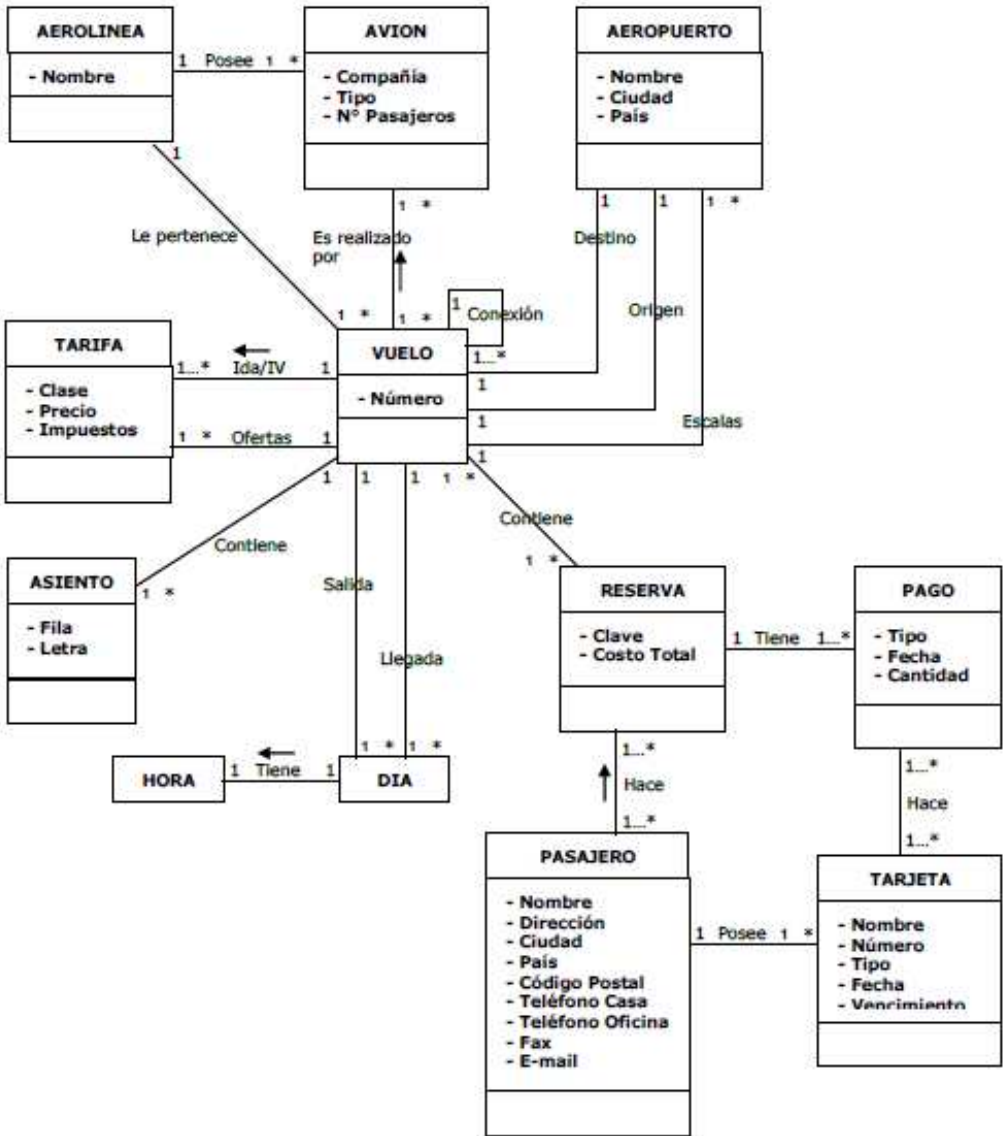 AEROLINEA
- Nombre
1 Posee 1 *
AVION
- Compañía
- Tipo
- N° Pasajeros
AEROPUERTO
- Nombre
- Ciudad
- País
1
Le pertenece
1 *
1 *
Es realizado
por
1 *
1
Conexión
1...*
1
Destino
1
1
Origen
1
1 *
Escalas
1
TARIFA
- Clase
- Precio
- Impuestos
1...* Ida/IV 1
1 * Ofertas 1
VUELO
- Número
1
Contiene
1 *
ASIENTO
- Fila
- Letra
1
Salida
1 *
1
Llegada
1 *
1 *
Contiene
1 *
HORA
1 Tiene 1
DIA
RESERVA
- Clave
- Costo Total
1 Tiene 1...*
PAGO
- Tipo
- Fecha
- Cantidad
1...*
Hace
1...*
1...*
Hace
1...*
PASAJERO
- Nombre
- Dirección
- Ciudad
- País
- Código Postal
- Teléfono Casa
- Teléfono Oficina
- Fax
- E-mail
1 Posee 1 *
TARJETA
- Nombre
- Número
- Tipo
- Fecha
- Vencimiento